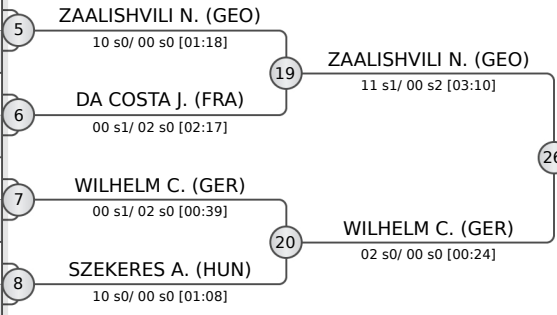 ZAALISHVILI N. (GEO)
5
10 s0/ 00 s0 [01:18]
19
ZAALISHVILI N. (GEO)
11 s1/ 00 s2 [03:10]
DA COSTA J. (FRA)
6
00 s1/ 02 s0 [02:17]
26
WILHELM C. (GER)
7
00 s1/ 02 s0 [00:39]
20
WILHELM C. (GER)
02 s0/ 00 s0 [00:24]
SZEKERES A. (HUN)
8
10 s0/ 00 s0 [01:08]